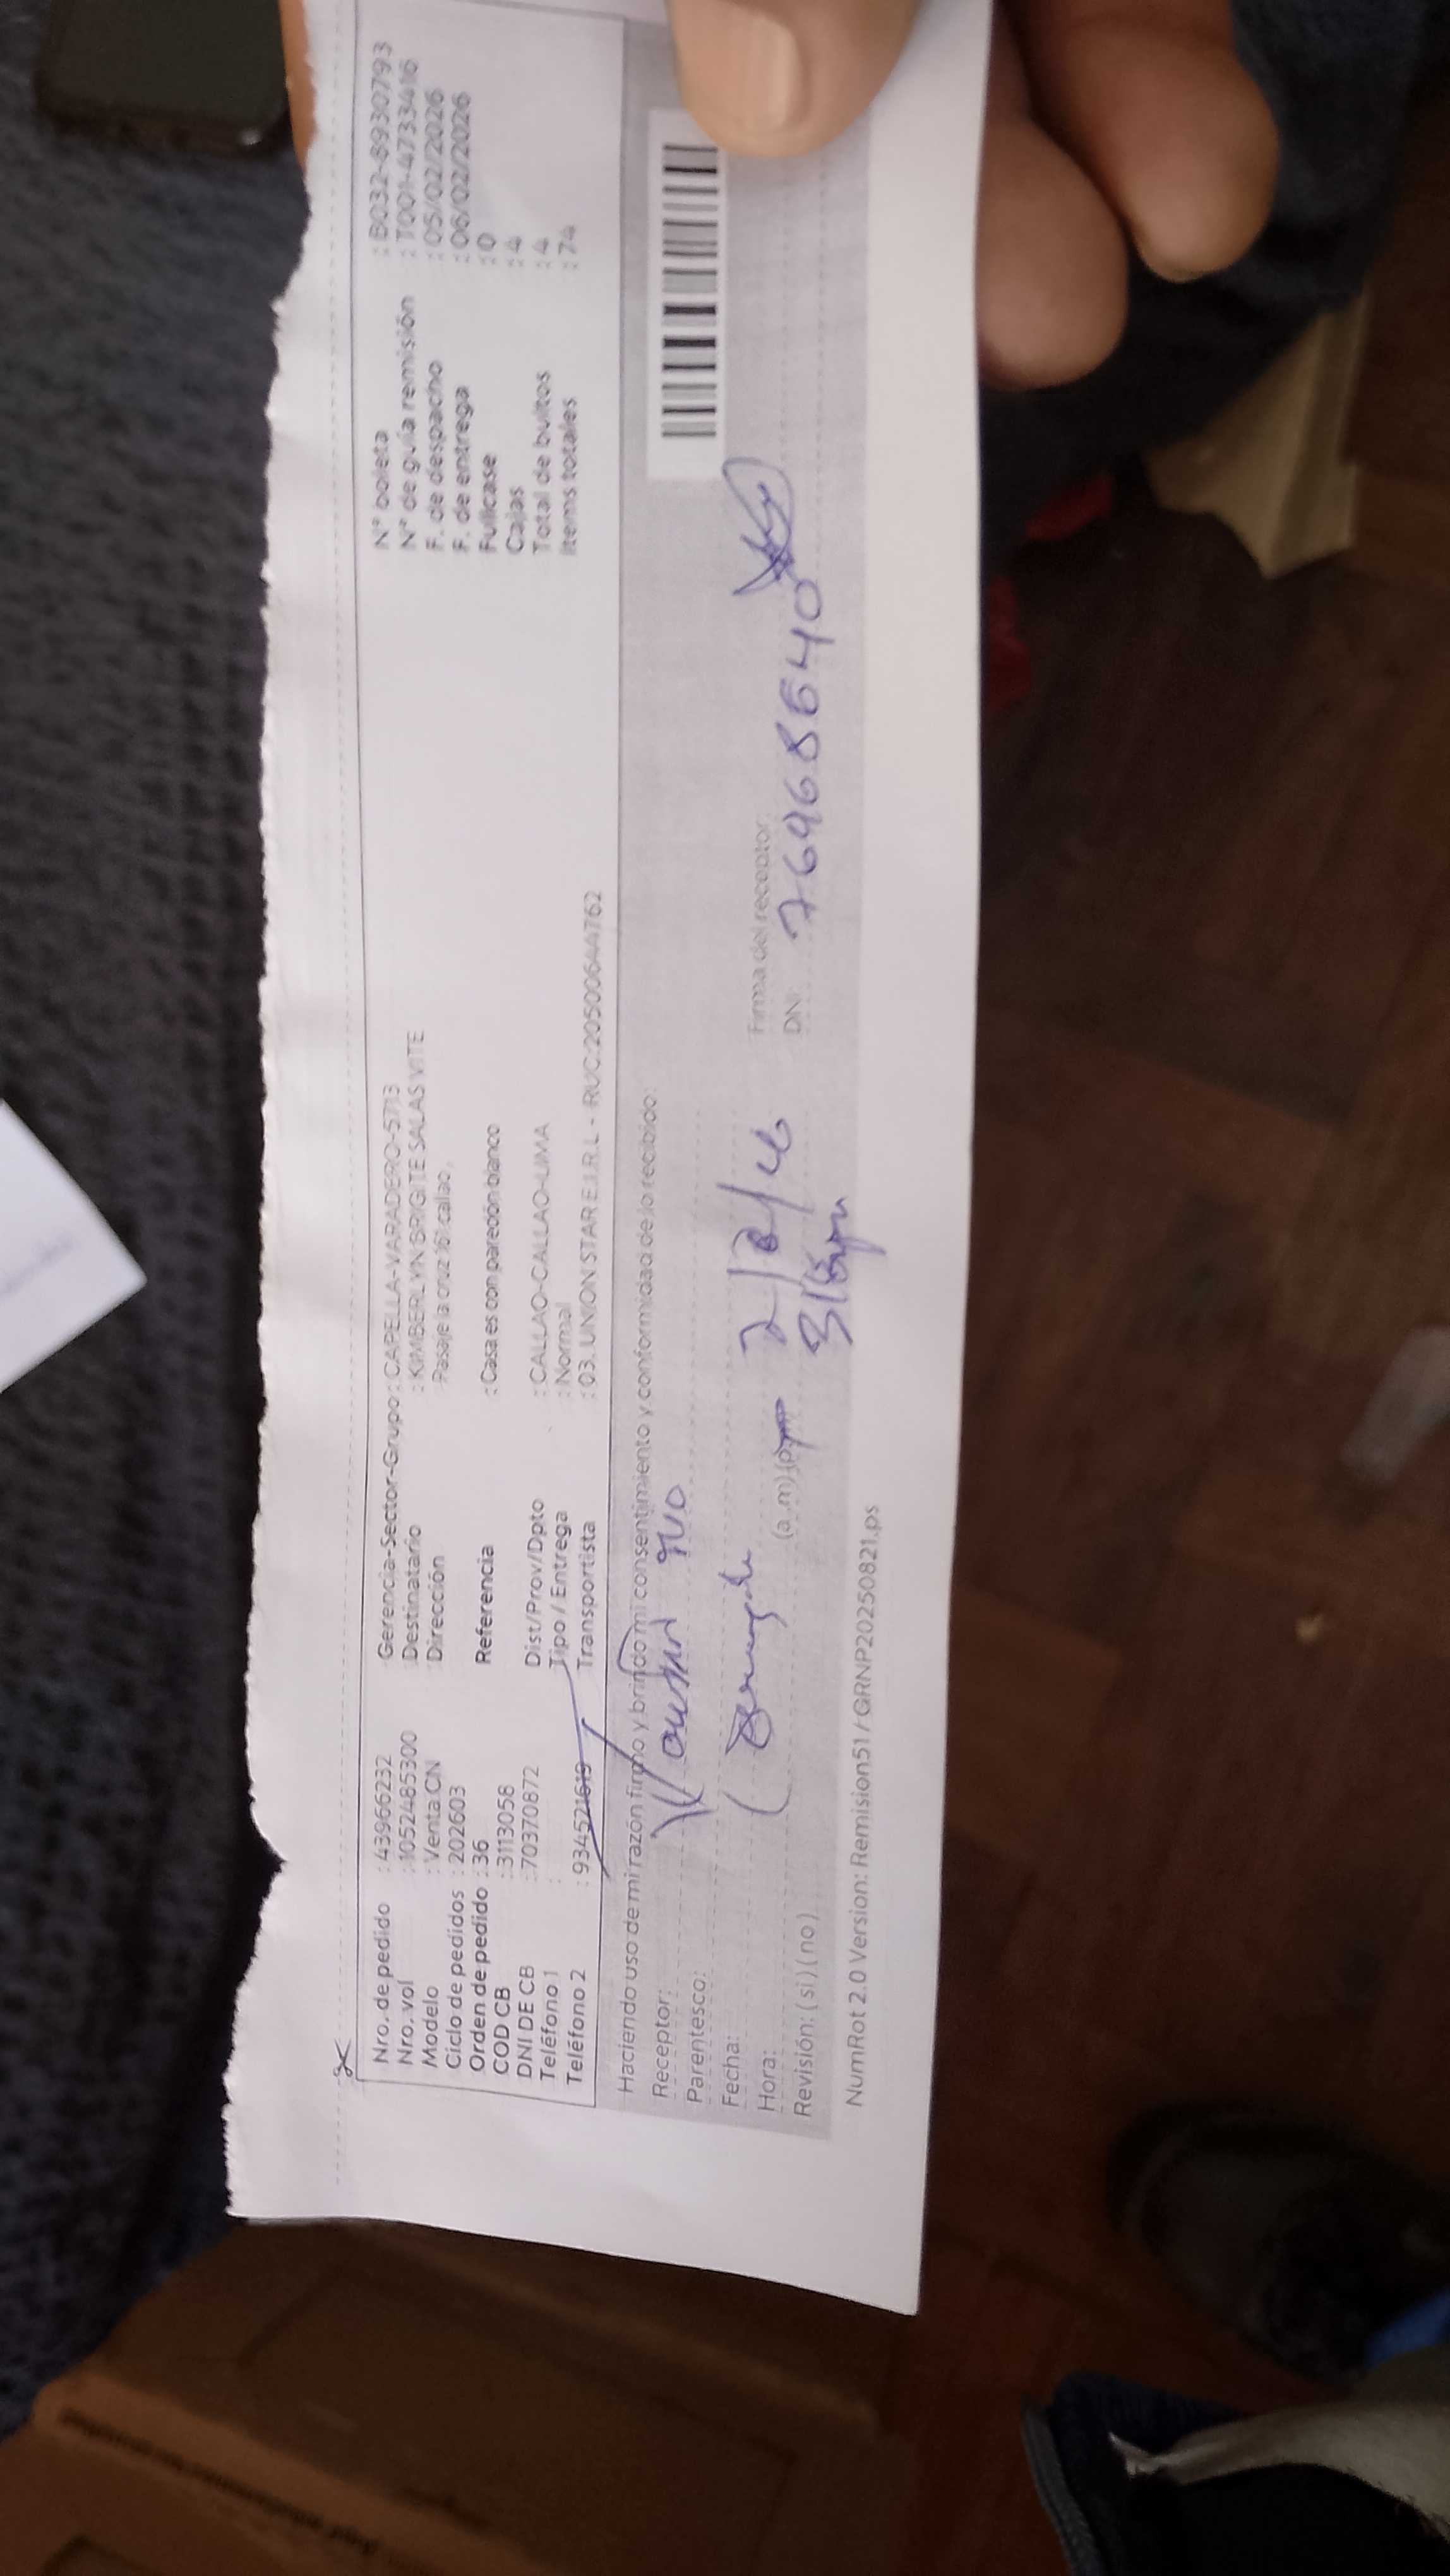 Nro. de pedido : 43966232
Nro. vol : 1052485300
Modelo : Venta CN
Ciclo de pedidos : 202603
Orden de pedido : 36
COD CB : 3113058
DNI DE CB : 70370872
Teléfono 1 :
Teléfono 2 : 934521619
Gerencia-Sector-Grupo : CAPELLA-VARADERO-5713
Destinatario : KIMBERLYN BRIGITE SALAS VITE
Dirección Pasaje la cruz 161 callao,
Referencia : Casa es con paredón blanco
Dist/Prov/Dpto : CALLAO-CALLAO-LIMA
Tipo / Entrega : Normal
Transportista : 03. UNION STAR E.I.R.L - RUC:20500644762
N° boleta : B032-8930793
N° de guía remisión : T001-4733416
F. de despacho : 05/02/2026
F. de entrega : 06/02/2026
Fullcase : 0
Cajas : 4
Total de bultos : 4
Items totales : 74
Haciendo uso de mi razón firmo y brindo mi consentimiento y conformidad de lo recibido:
Receptor:
Parentesco:
Fecha:
Hora: (a.m)
Revisión: (si) (no)
Firma del receptor:
DNI: 76968640
NumRot 2.0 Version: Remision51 / GRNP20250821.ps